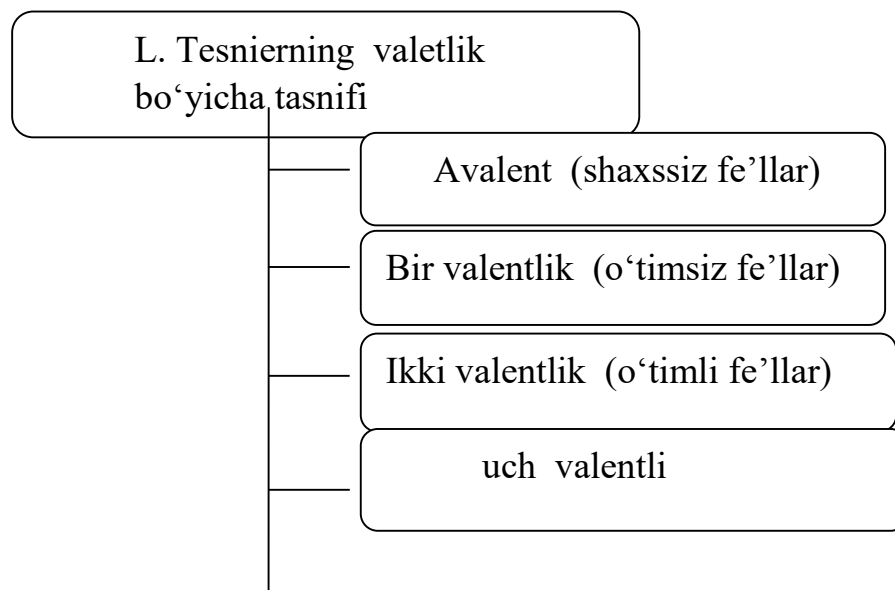 L. Tesnierning valetlik
bo‘yicha tasnifi
Avalent (shaxssiz fe’llar)
Bir valentlik (o‘timsiz fe’llar)
Ikki valentlik (o‘timli fe’llar)
uch valentli